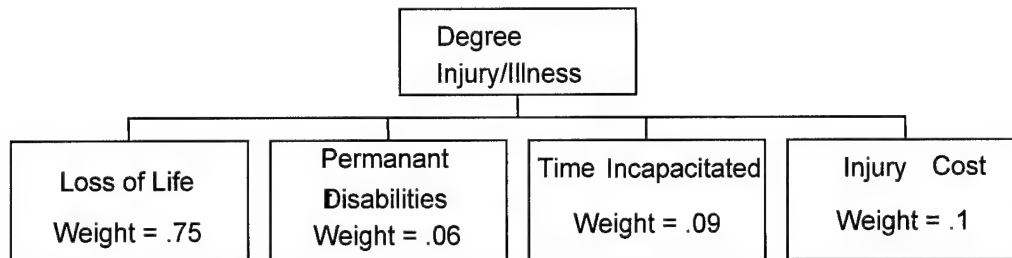 Degree
Injury/Illness
Loss of Life
Weight = .75
Permanant
Disabilities
Weight = .06
Time Incapacitated
Weight = .09
Injury Cost
Weight = .1